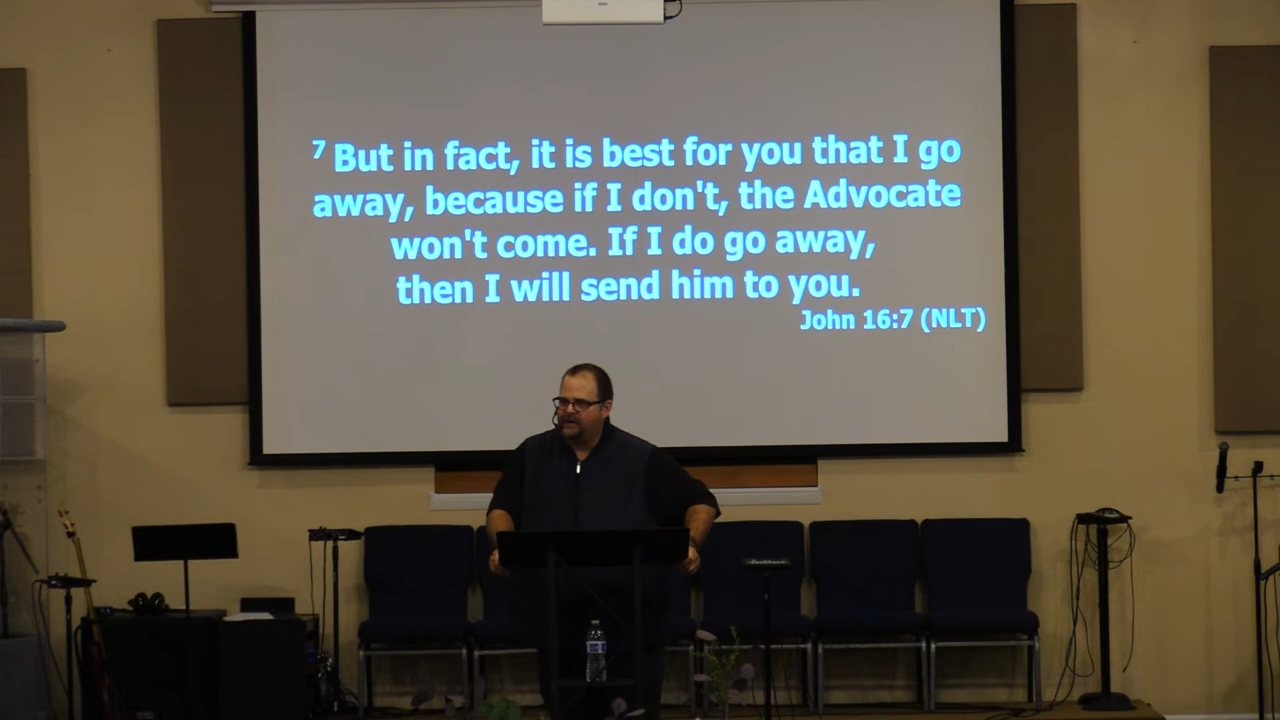 7 But in fact, it is best for you that I go
away, because if I don't, the Advocate
won't come. If I do go away,
then I will send him to you.
John 16:7 (NLT)